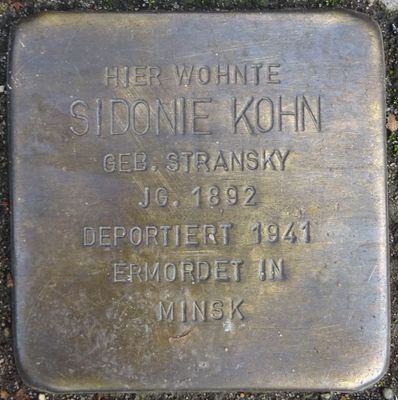 HIER WOHNTE
SIDONIE KOHN
GEB. STRANSKY
JG. 1892
DEPORTIERT 1941
ERMORDET IN
MINSK